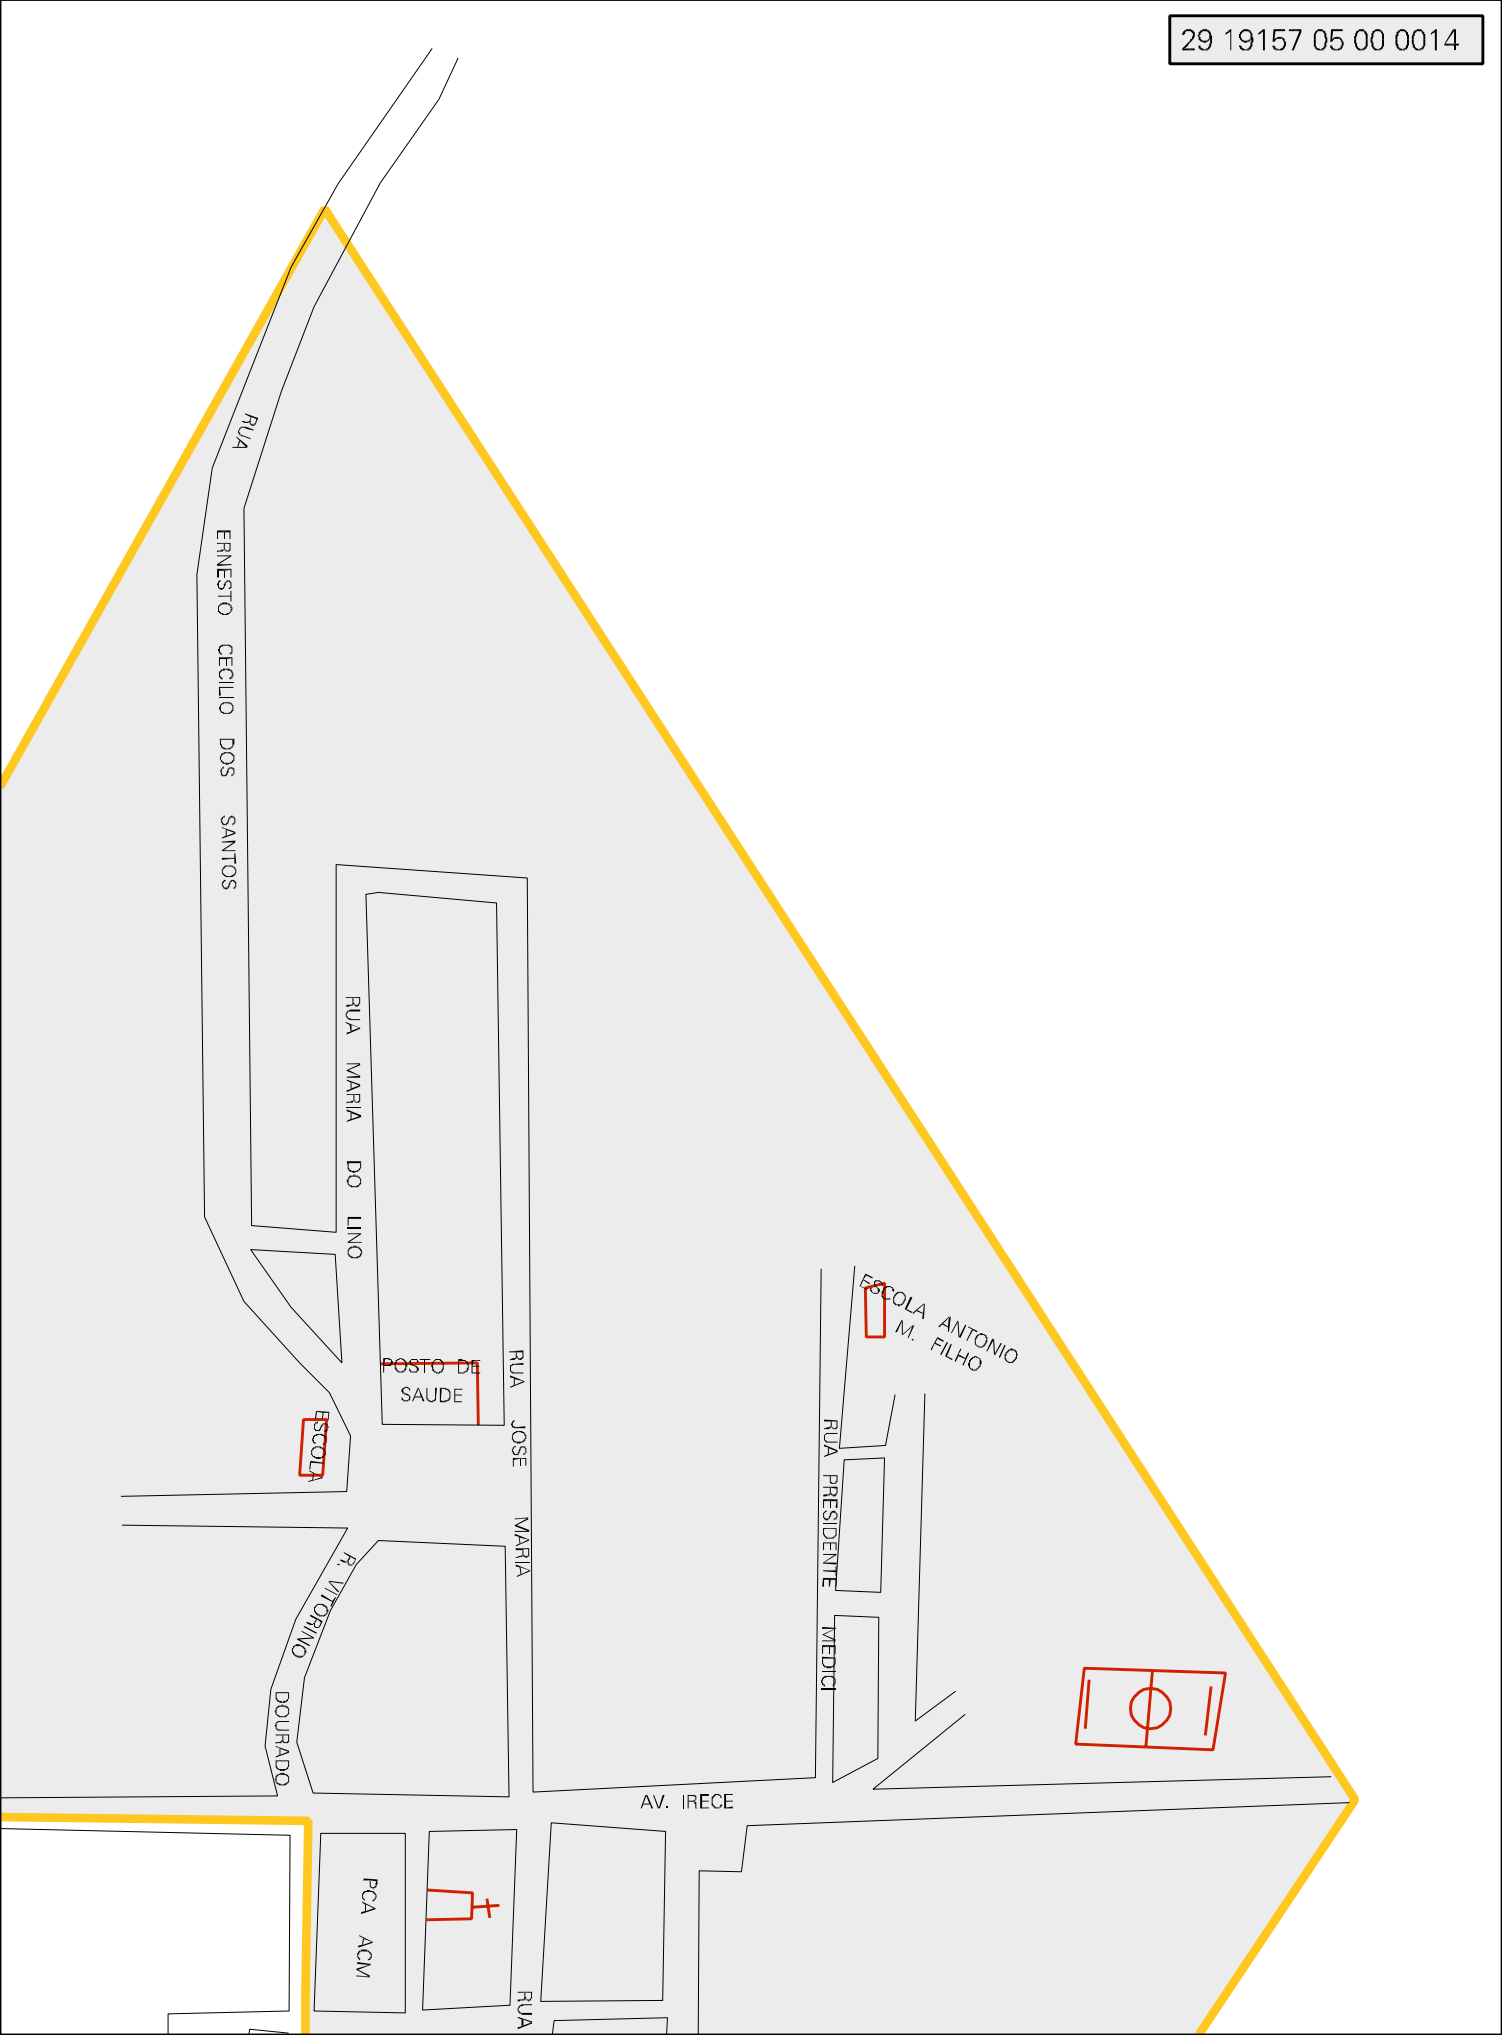 29 19157 05 00 0014
RUA
ERNESTO CECILIO DOS SANTOS
RUA MARIA DO LINO
ESCOLA ANTONIO
M. FILHO
POSTO DE
SAUDE
RUA JOSE MARIA
ESCOLA
RUA PRESIDENTE MEDICI
R. VITORINO
DOURADO
AV. IRECE
PCA ACM
RUA